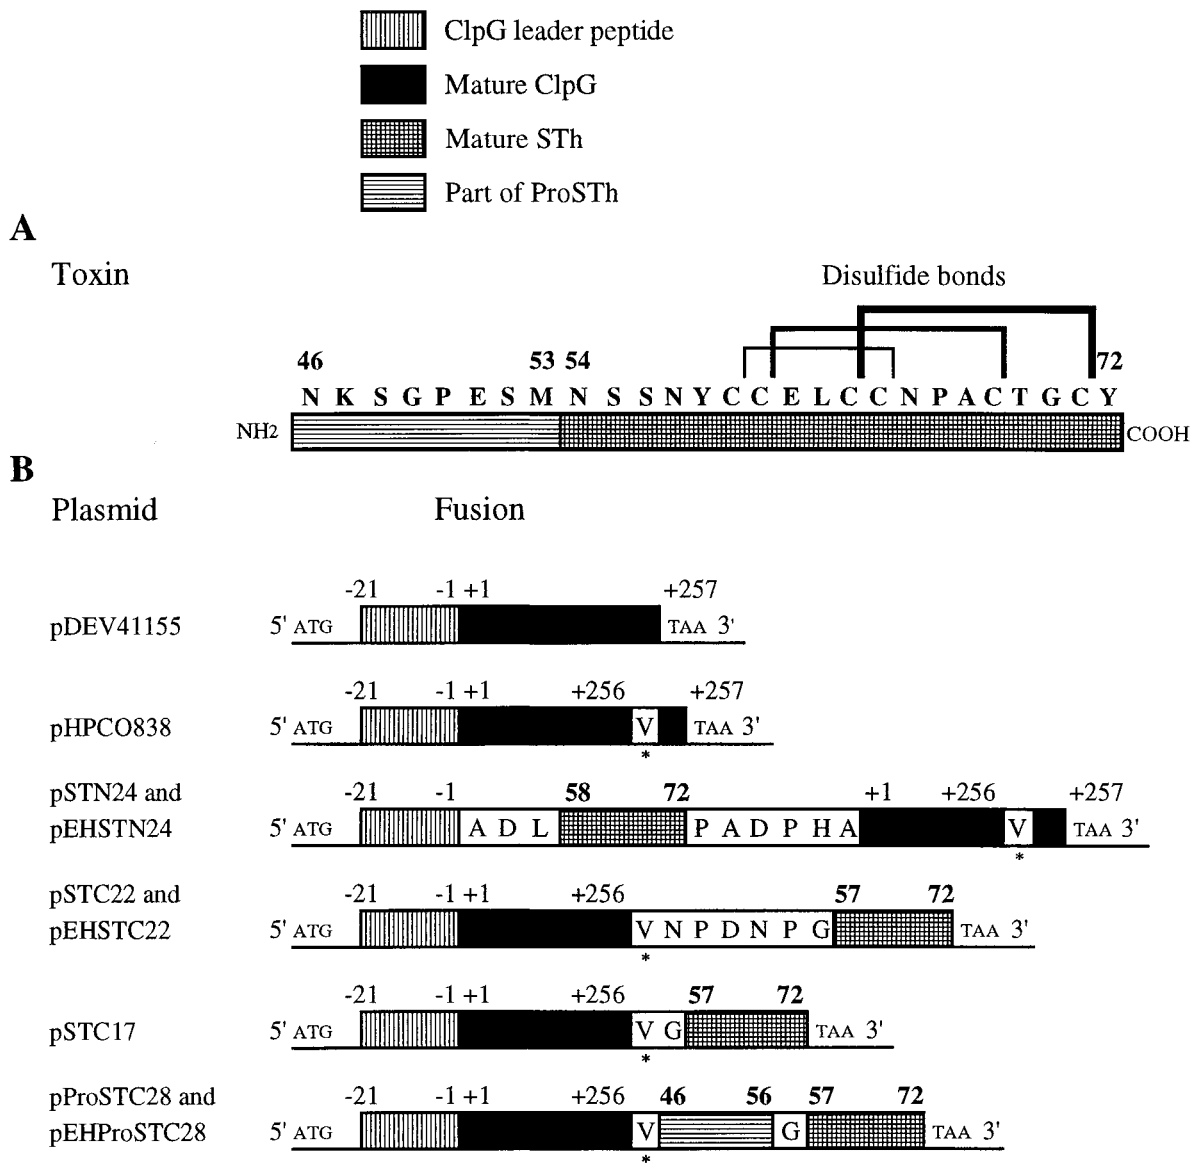 ClpG leader peptide
Mature ClpG
Mature STh
Part of ProSTh
A
Toxin
Disulfide bonds
46 53 54 72
N K S G P E S M N S S N Y C C E L C C N P A C T G C Y
NH2 COOH
B
Plasmid Fusion
-21 -1 +1 +257
pDEV41155 5' ATG TAA 3'
-21 -1 +1 +256 +257
pHPCO838 5' ATG V TAA 3'
*
pSTN24 and -21 -1 58 72 +1 +256 +257
pEHSTN24 5' ATG A D L P A D P H A V TAA 3'
*
pSTC22 and -21 -1 +1 +256 57 72
pEHSTC22 5' ATG V N P D N P G TAA 3'
*
-21 -1 +1 +256 57 72
pSTC17 5' ATG V G TAA 3'
*
pProSTC28 and -21 -1 +1 +256 46 56 57 72
pEHProSTC28 5' ATG V G TAA 3'
*